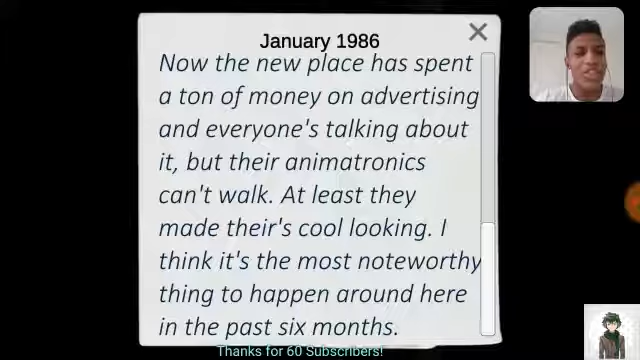 January 1986
Now the new place has spent
a ton of money on advertising
and everyone's talking about
it, but their animatronics
can't walk. At least they
made their's cool looking. I
think it's the most noteworthy
thing to happen around here
in the past six months.
Thanks for 60 Subscribers!